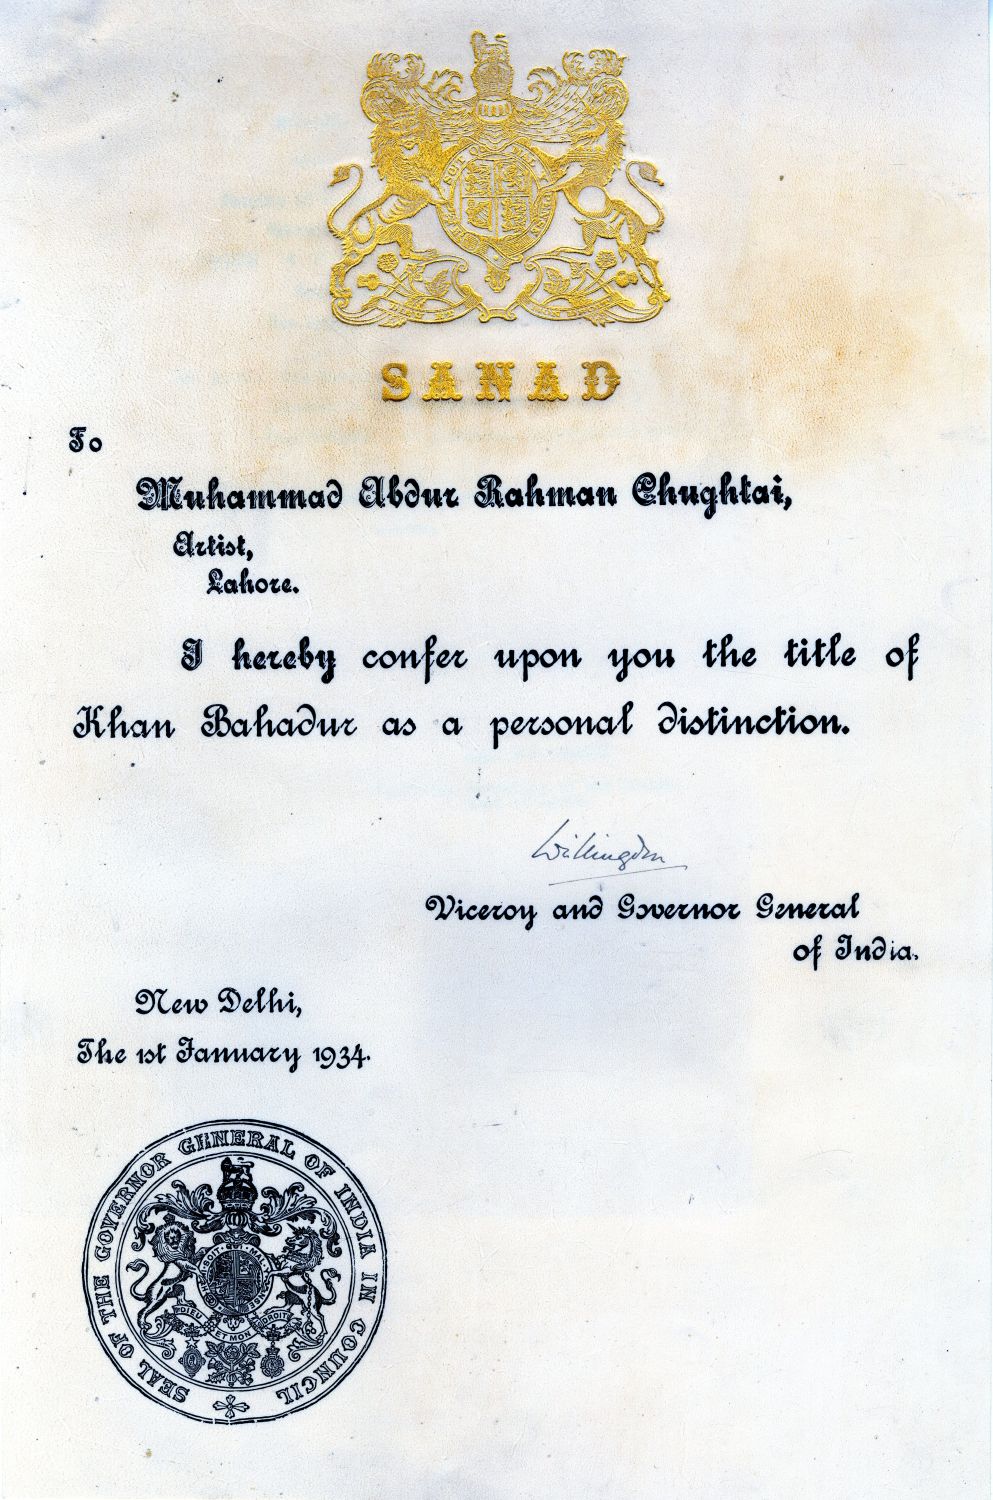 SANAD
To
Muhammad Abdur Rahman Chughtai,
Artist,
Lahore.
I hereby confer upon you the title of
Khan Bahadur as a personal distinction.
Willingdon
Viceroy and Governor General
of India.
New Delhi,
The 1st January 1934.
SEAL OF THE GOVERNOR GENERAL OF INDIA IN COUNCIL
SOIT MAL Y
DIEU ET MON DROIT